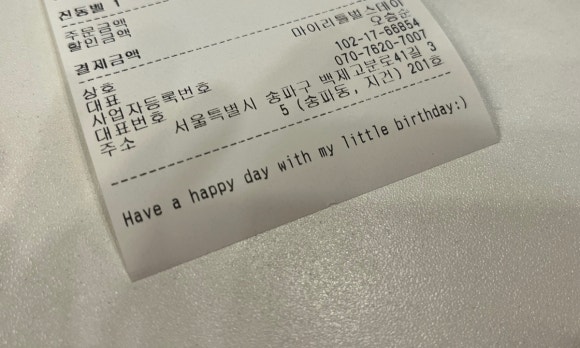 진동벨 1
주문금액
할인금액
결제금액
상호 마이리틀벌스데이
대표 오승운
사업자등록번호 102-17-66854
대표번호 070-7620-7007
주소 서울특별시 송파구 백제고분로41길 3
5 (송파동, 지건) 201호
Have a happy day with my little birthday:)